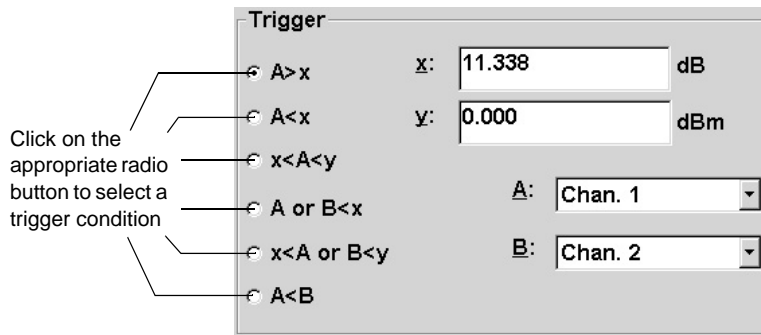 Trigger
A>x
x: 11.338 dB
A<x
y: 0.000 dBm
x<A<y
A or B<x
A: Chan. 1
x<A or B<y
B: Chan. 2
A<B
Click on the
appropriate radio
button to select a
trigger condition